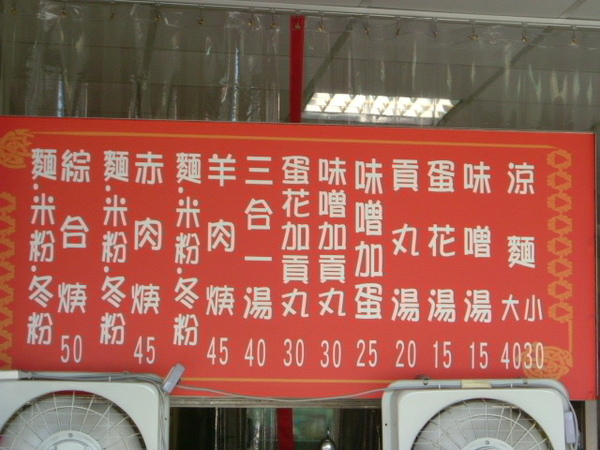 涼麵 大小 4030
味噌湯 15
蛋花湯 15
貢丸湯 20
味噌加蛋 25
味噌加貢丸 30
蛋花加貢丸 30
三合一湯 40
羊肉焿 45
麵·米粉·冬粉
赤肉焿 45
麵·米粉·冬粉
綜合焿 50
麵·米粉·冬粉